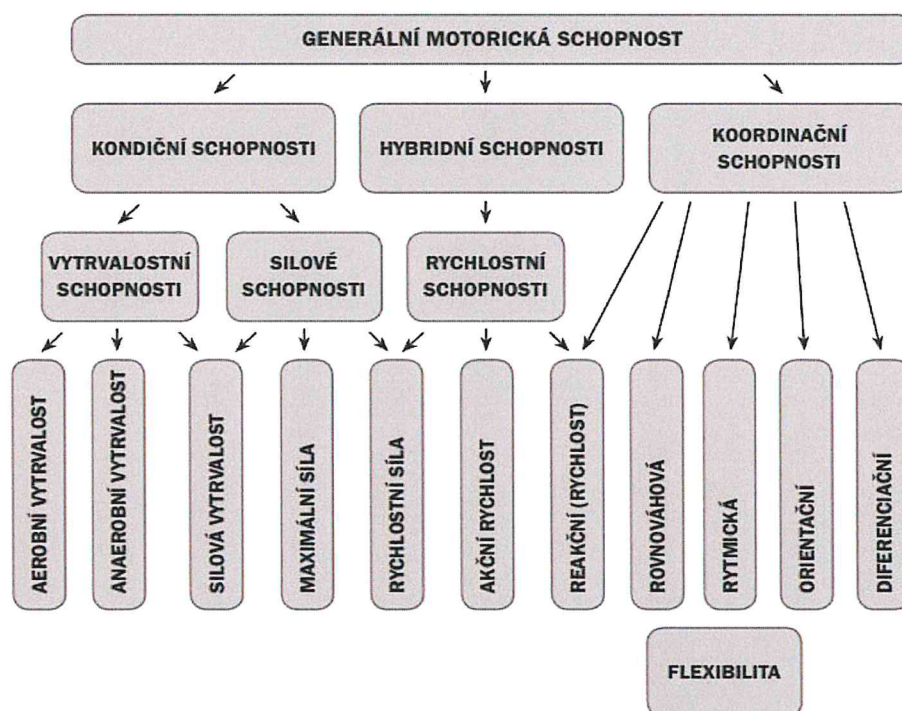 GENERÁLNÍ MOTORICKÁ SCHOPNOST
KONDIČNÍ SCHOPNOSTI
HYBRIDNÍ SCHOPNOSTI
KOORDINAČNÍ
SCHOPNOSTI
VYTRVALOSTNÍ
SCHOPNOSTI
SILOVÉ
SCHOPNOSTI
RYCHLOSTNÍ
SCHOPNOSTI
AEROBNÍ VYTRVALOST
ANAEROBNÍ VYTRVALOST
SILOVÁ VYTRVALOST
MAXIMÁLNÍ SÍLA
RYCHLOSTNÍ SÍLA
AKČNÍ RYCHLOST
REAKČNÍ (RYCHLOST)
ROVNOVÁHOVÁ
RYTMICKÁ
ORIENTAČNÍ
DIFERENCIAČNÍ
FLEXIBILITA